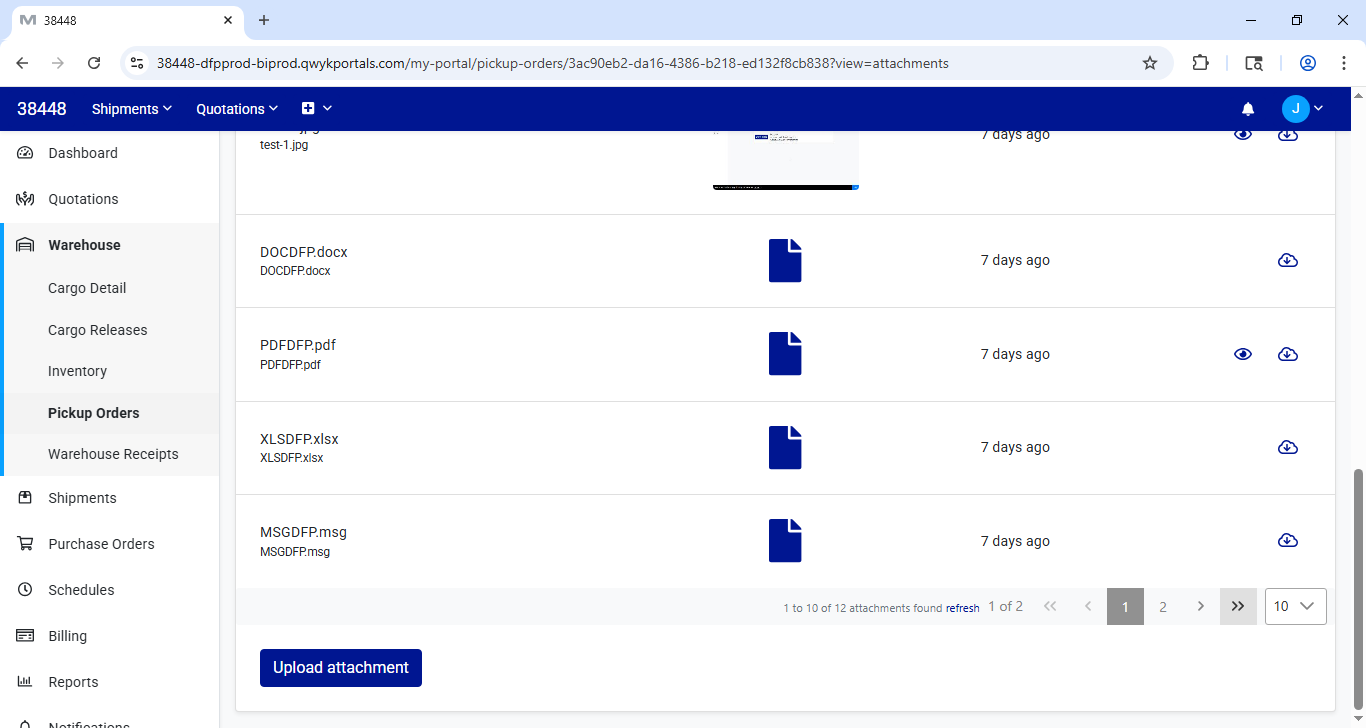 38448
38448-dfpprod-biprod.qwykportals.com/my-portal/pickup-orders/3ac90eb2-da16-4386-b218-ed132f8cb838?view=attachments
38448 Shipments Quotations J
Dashboard
Quotations
Warehouse
Cargo Detail
Cargo Releases
Inventory
Pickup Orders
Warehouse Receipts
Shipments
Purchase Orders
Schedules
Billing
Reports
Notifications
test-1.jpg
7 days ago
DOCDFP.docx
DOCDFP.docx
7 days ago
PDFDFP.pdf
PDFDFP.pdf
7 days ago
XLSDFP.xlsx
XLSDFP.xlsx
7 days ago
MSGDFP.msg
MSGDFP.msg
7 days ago
1 to 10 of 12 attachments found refresh 1 of 2 1 2 10
Upload attachment